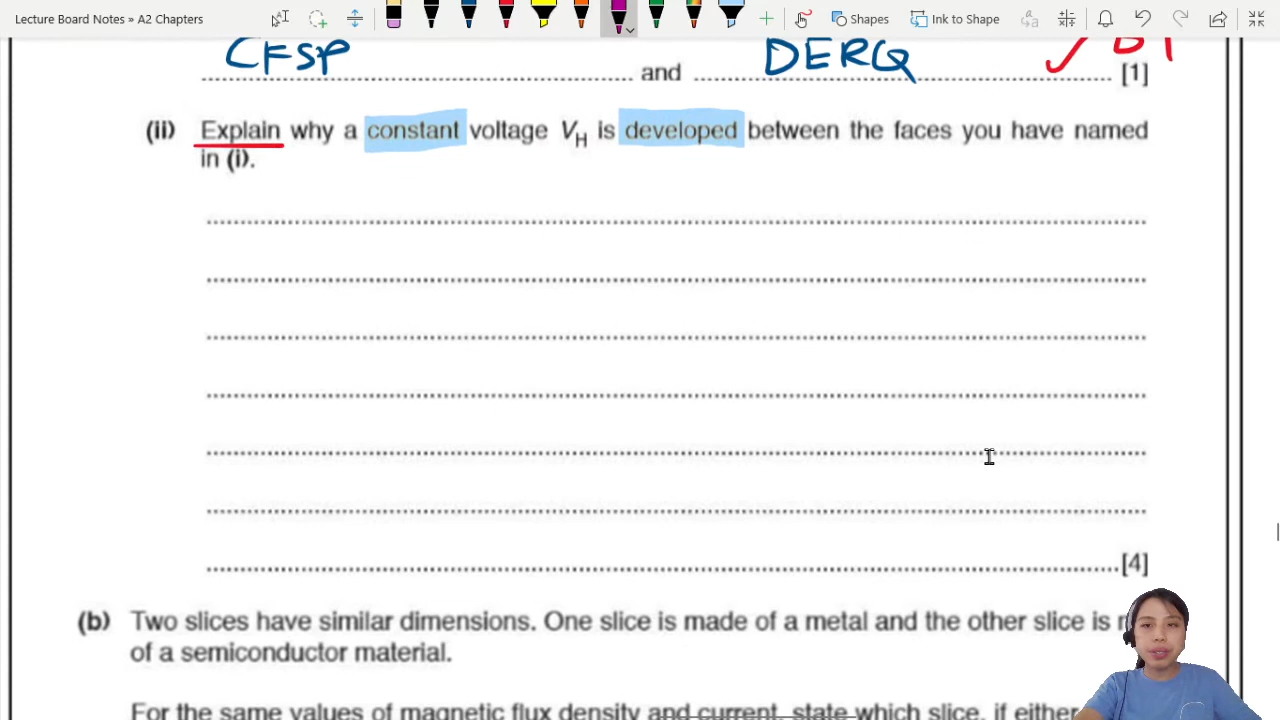 Lecture Board Notes » A2 Chapters
Shapes
Ink to Shape
CFSP and DERQ B1
[1]
(ii) Explain why a constant voltage VH is developed between the faces you have named
in (i).
[4]
(b) Two slices have similar dimensions. One slice is made of a metal and the other slice is
of a semiconductor material.
For the same values of magnetic flux density and current, state which slice, if either